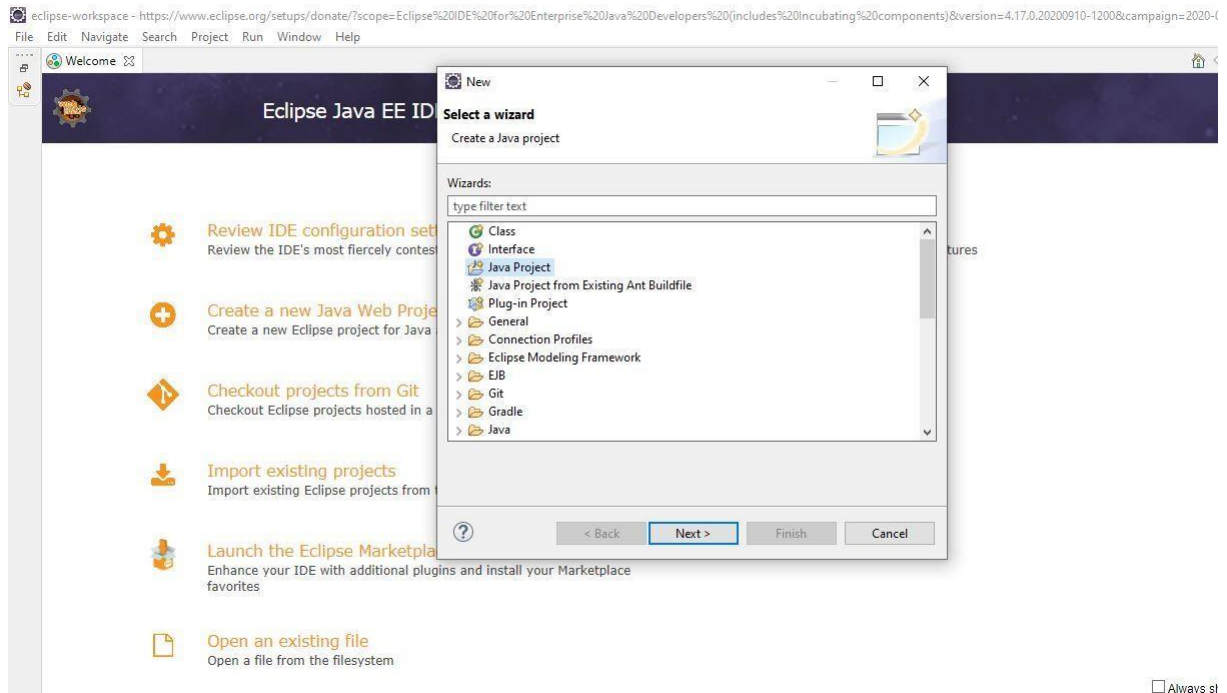 eclipse-workspace - https://www.eclipse.org/setups/donate/?scope=Eclipse%20IDE%20for%20Enterprise%20Java%20Developers%20(includes%20Incubating%20components)&version=4.17.0.20200910-1200&campaign=2020-
File Edit Navigate Search Project Run Window Help
Welcome
Eclipse Java EE IDE
New
Select a wizard
Create a Java project
Wizards:
type filter text
Class
Interface
Java Project
Java Project from Existing Ant Buildfile
Plug-in Project
General
Connection Profiles
Eclipse Modeling Framework
EJB
Git
Gradle
Java
?
< Back Next > Finish Cancel
Review IDE configuration set
Review the IDE's most fiercely contes tures
Create a new Java Web Proje
Create a new Eclipse project for Java
Checkout projects from Git
Checkout Eclipse projects hosted in a
Import existing projects
Import existing Eclipse projects from
Launch the Eclipse Marketpla
Enhance your IDE with additional plugins and install your Marketplace
favorites
Open an existing file
Open a file from the filesystem
Always sh